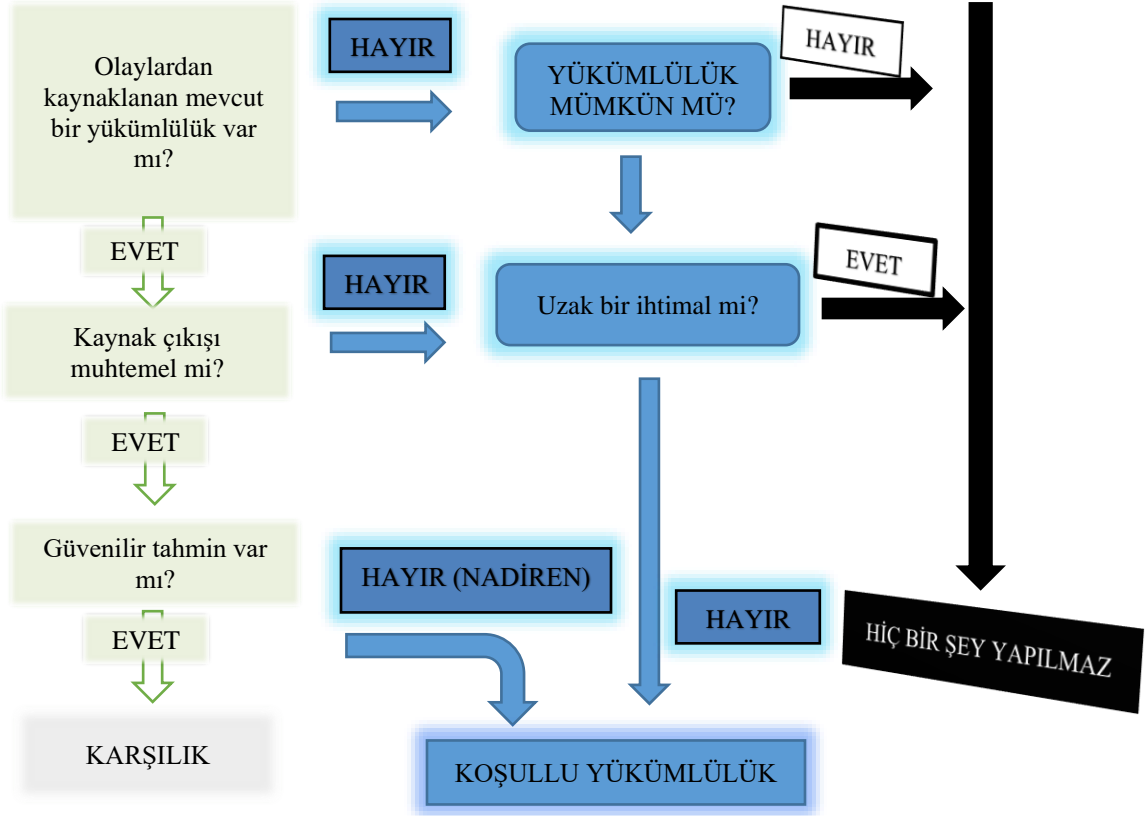 Olaylardan
kaynaklanan mevcut
bir yükümlülük var
mı?
HAYIR
YÜKÜMLÜLÜK
MÜMKÜN MÜ?
HAYIR
EVET
Kaynak çıkışı
muhtemel mi?
HAYIR
Uzak bir ihtimal mi?
EVET
EVET
Güvenilir tahmin var
mı?
HAYIR (NADİREN)
HAYIR
HİÇ BİR ŞEY YAPILMAZ
EVET
KARŞILIK
KOŞULLU YÜKÜMLÜLÜK